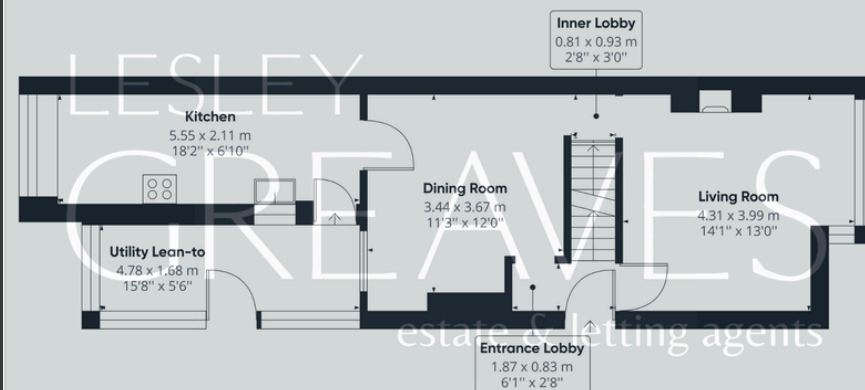 Inner Lobby
0.81 x 0.93 m
2'8" x 3'0"
LESLEY
GREAVES
estate & letting agents
Kitchen
5.55 x 2.11 m
18'2" x 6'10"
Dining Room
3.44 x 3.67 m
11'3" x 12'0"
Living Room
4.31 x 3.99 m
14'1" x 13'0"
Utility Lean-to
4.78 x 1.68 m
15'8" x 5'6"
Entrance Lobby
1.87 x 0.83 m
6'1" x 2'8"